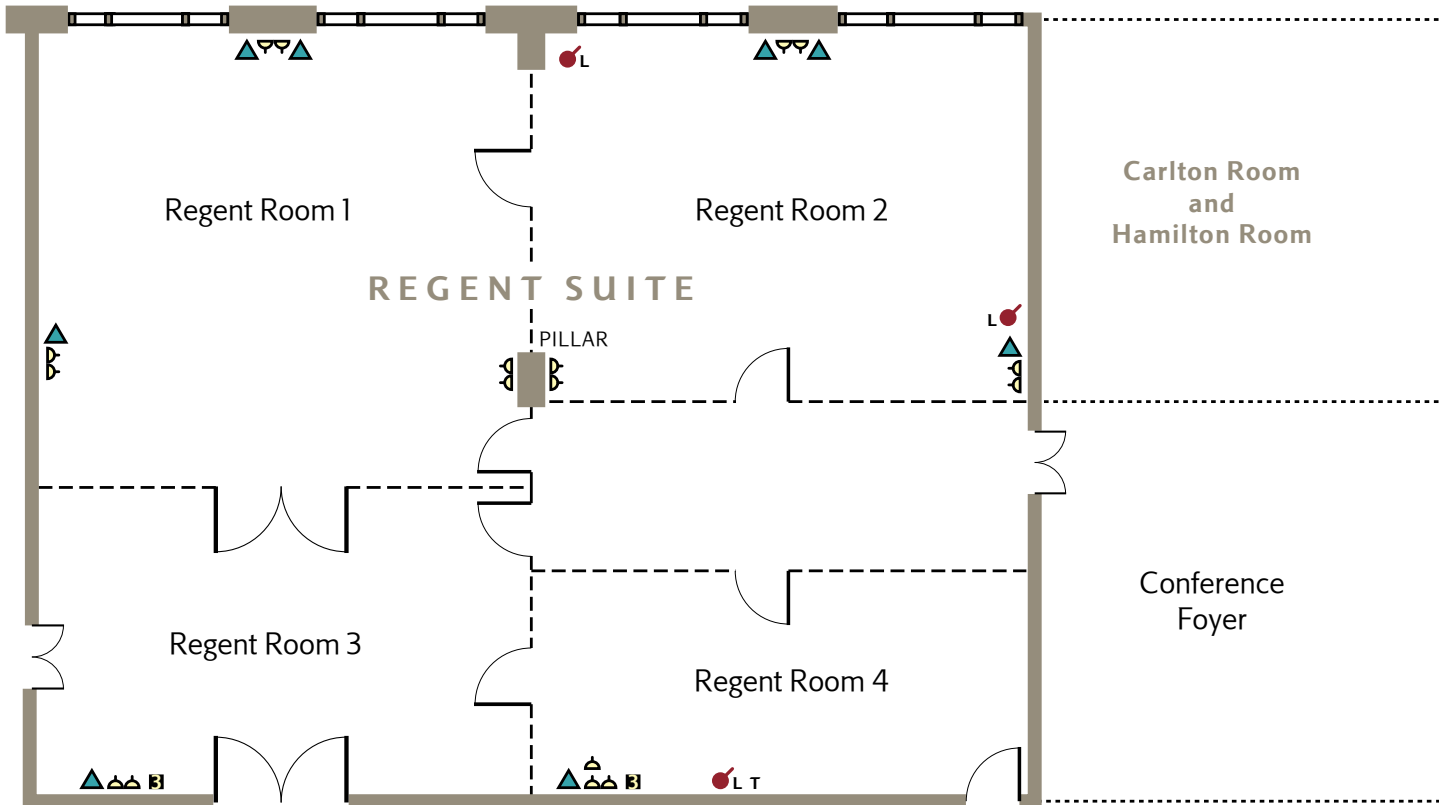 L
Carlton Room
and
Hamilton Room
Regent Room 1
Regent Room 2
REGENT SUITE
L
PILLAR
Conference
Foyer
Regent Room 3
Regent Room 4
3
3
L T